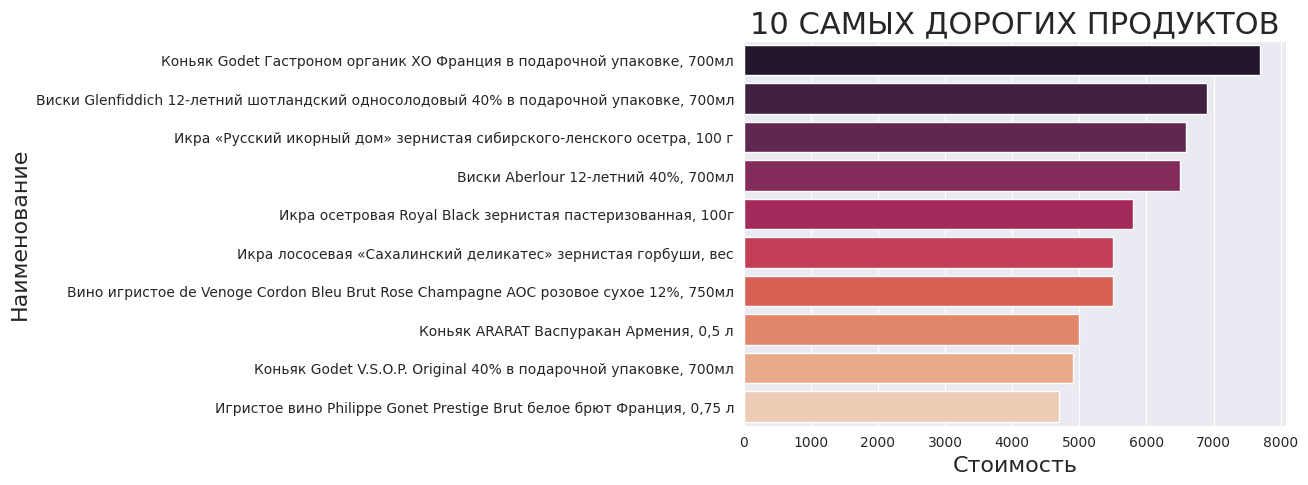 10 САМЫХ ДОРОГИХ ПРОДУКТОВ
Наименование
Коньяк Godet Гастроном органик ХО Франция в подарочной упаковке, 700мл
Виски Glenfiddich 12-летний шотландский односолодовый 40% в подарочной упаковке, 700мл
Икра «Русский икорный дом» зернистая сибирского-ленского осетра, 100 г
Виски Aberlour 12-летний 40%, 700мл
Икра осетровая Royal Black зернистая пастеризованная, 100г
Икра лососевая «Сахалинский деликатес» зернистая горбуши, вес
Вино игристое de Venoge Cordon Bleu Brut Rose Champagne AOC розовое сухое 12%, 750мл
Коньяк ARARAT Васпуракан Армения, 0,5 л
Коньяк Godet V.S.O.P. Original 40% в подарочной упаковке, 700мл
Игристое вино Philippe Gonet Prestige Brut белое брют Франция, 0,75 л
0 1000 2000 3000 4000 5000 6000 7000 8000
Стоимость